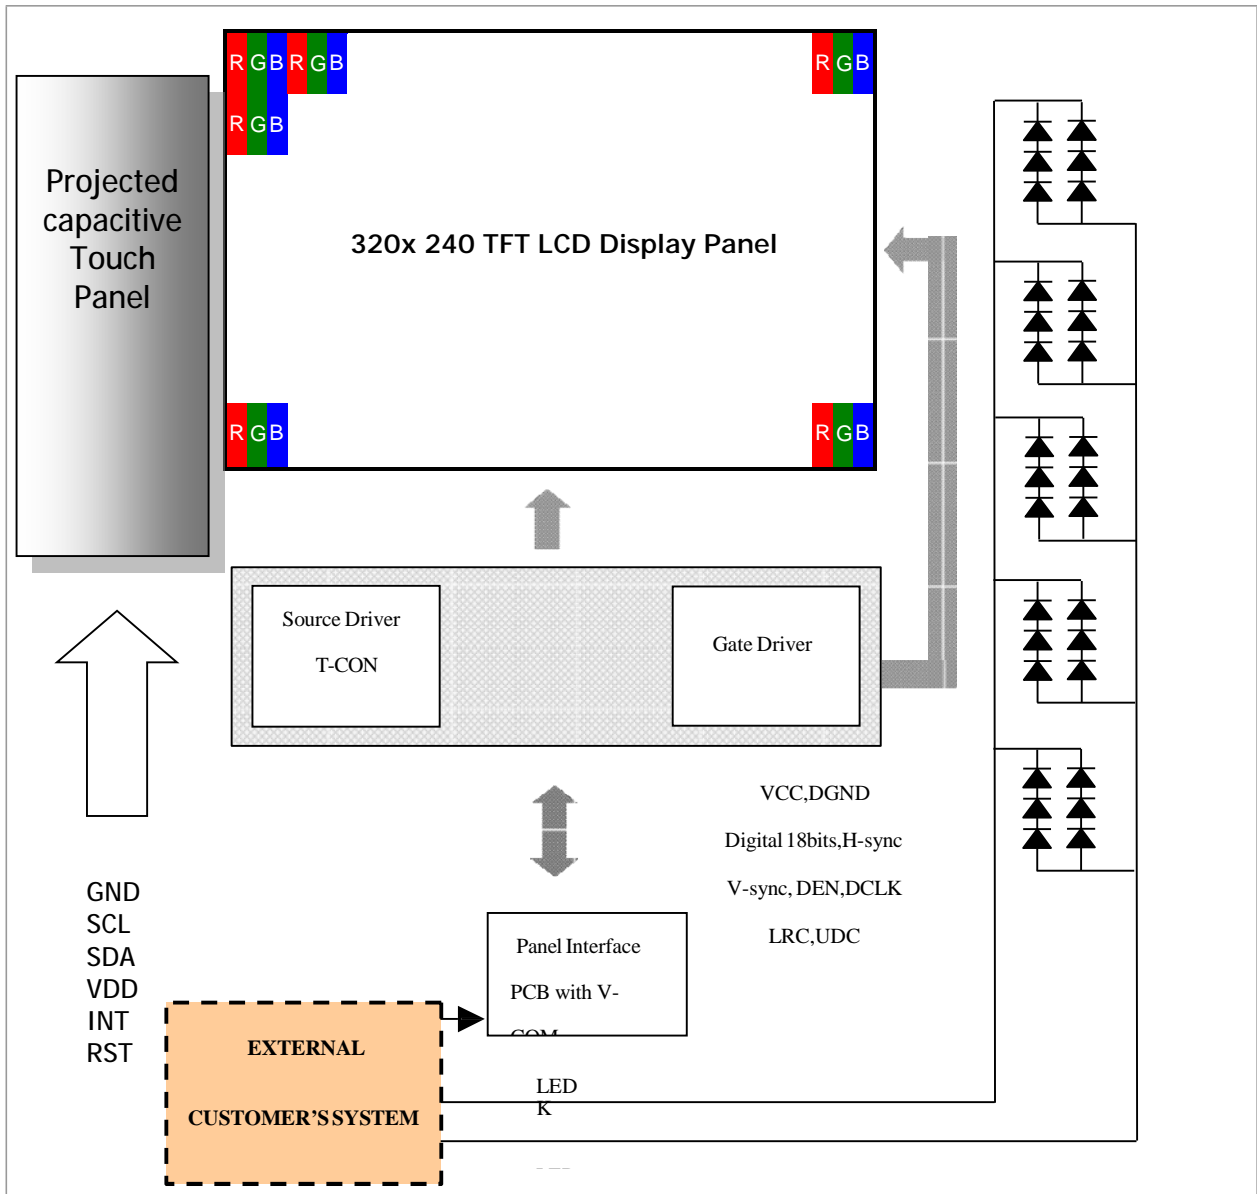 R G B R G B
R G B
R G B
Projected
capacitive
Touch
Panel
320x 240 TFT LCD Display Panel
R G B
R G B
Source Driver
T-CON
Gate Driver
VCC,DGND
Digital 18bits,H-sync
V-sync, DEN,DCLK
LRC,UDC
GND
SCL
SDA
VDD
INT
RST
Panel Interface
PCB with V-
EXTERNAL
CUSTOMER'S SYSTEM
LED
K